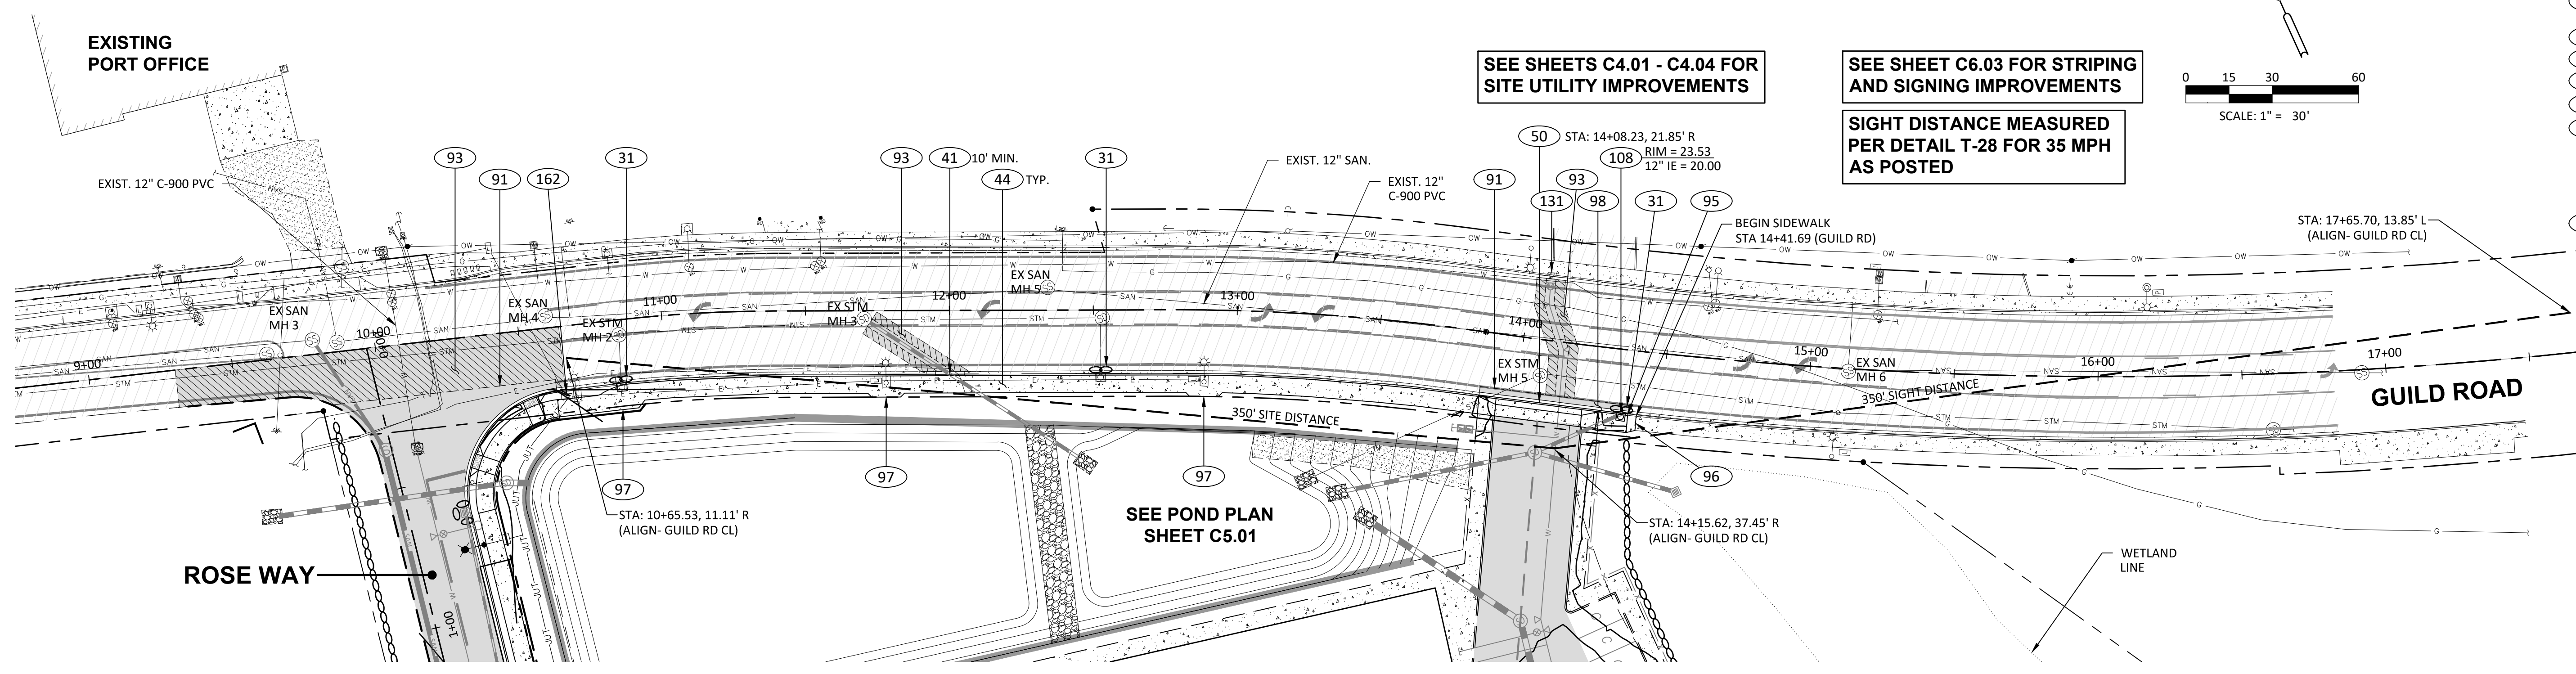 EXISTING
PORT OFFICE
SEE SHEETS C4.01 - C4.04 FOR
SITE UTILITY IMPROVEMENTS
SEE SHEET C6.03 FOR STRIPING
AND SIGNING IMPROVEMENTS
SIGHT DISTANCE MEASURED
PER DETAIL T-28 FOR 35 MPH
AS POSTED
0 15 30 60
SCALE: 1" = 30'
EXIST. 12" C-900 PVC
93
91
162
31
93
41 10' MIN.
44 TYP.
31
EXIST. 12" SAN.
EXIST. 12"
C-900 PVC
50 STA: 14+08.23, 21.85' R
108 RIM = 23.53
12" IE = 20.00
91
131
93
98
31
95
BEGIN SIDEWALK
STA 14+41.69 (GUILD RD)
STA: 17+65.70, 13.85' L
(ALIGN- GUILD RD CL)
EX SAN
MH 3
EX SAN
MH 4
EX STM
MH 2
EX STM
MH 3
EX SAN
MH 5
EX STM
MH 5
EX SAN
MH 6
9+00
10+00
0+00
11+00
12+00
13+00
14+00
15+00
16+00
17+00
GUILD ROAD
350' SITE DISTANCE
350' SIGHT DISTANCE
97
97
97
96
STA: 10+65.53, 11.11' R
(ALIGN- GUILD RD CL)
SEE POND PLAN
SHEET C5.01
STA: 14+15.62, 37.45' R
(ALIGN- GUILD RD CL)
WETLAND
LINE
ROSE WAY
1+00
OW
G
W
SAN
STM
E
JUT